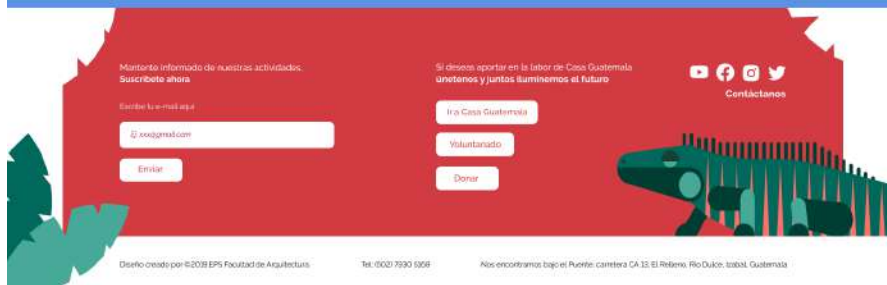 Mantente informado de nuestras actividades.
Suscribete ahora
Escribe tu e-mail aquí
Ej. xxx@gmail.com
Enviar
Si deseas aportar en la labor de Casa Guatemala
únetenos y juntos iluminemos el futuro
Ir a Casa Guatemala
Voluntariado
Donar
Contáctanos
Diseño creado por ©2019 EPS Facultad de Arquitectura.
Tel: (502) 7930 5168
Nos encontramos bajo el Puente, carretera CA 13, El Relleno, Río Dulce, Izabal, Guatemala